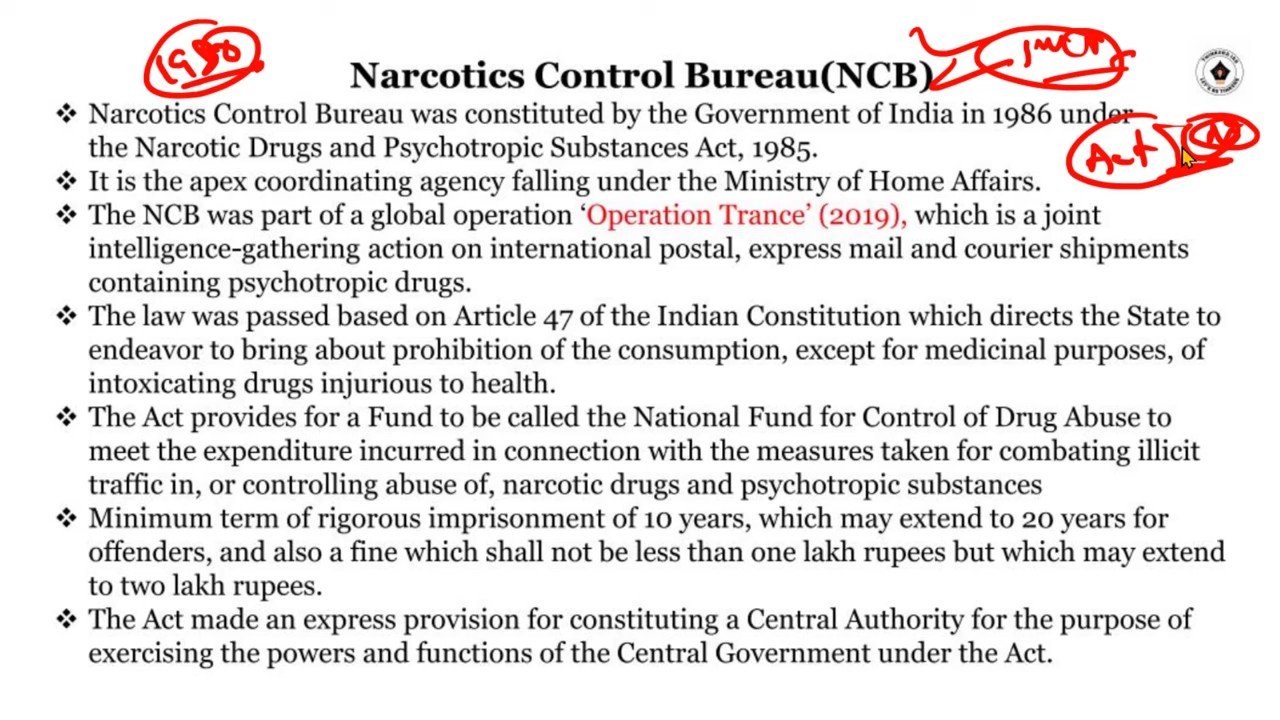 1950
Narcotics Control Bureau(NCB)
❖ Narcotics Control Bureau was constituted by the Government of India in 1986 under
the Narcotic Drugs and Psychotropic Substances Act, 1985.
Act
❖ It is the apex coordinating agency falling under the Ministry of Home Affairs.
❖ The NCB was part of a global operation ‘Operation Trance’ (2019), which is a joint
intelligence-gathering action on international postal, express mail and courier shipments
containing psychotropic drugs.
❖ The law was passed based on Article 47 of the Indian Constitution which directs the State to
endeavor to bring about prohibition of the consumption, except for medicinal purposes, of
intoxicating drugs injurious to health.
❖ The Act provides for a Fund to be called the National Fund for Control of Drug Abuse to
meet the expenditure incurred in connection with the measures taken for combating illicit
traffic in, or controlling abuse of, narcotic drugs and psychotropic substances
❖ Minimum term of rigorous imprisonment of 10 years, which may extend to 20 years for
offenders, and also a fine which shall not be less than one lakh rupees but which may extend
to two lakh rupees.
❖ The Act made an express provision for constituting a Central Authority for the purpose of
exercising the powers and functions of the Central Government under the Act.